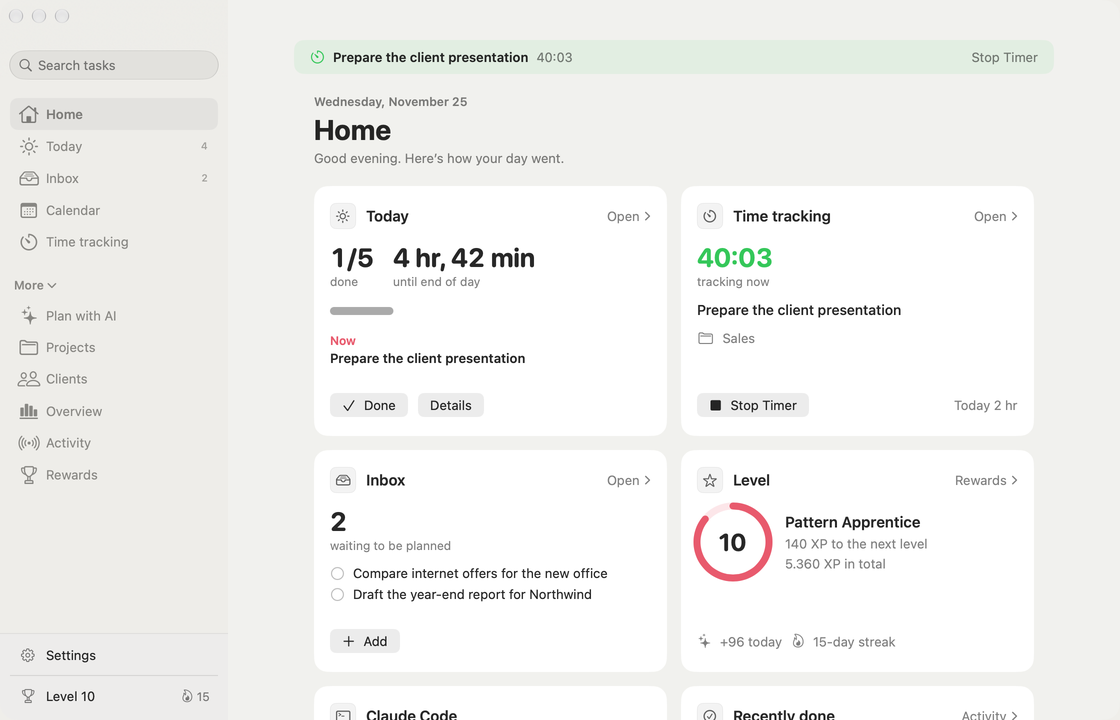 Search tasks
Home
Today 4
Inbox 2
Calendar
Time tracking
More
Plan with AI
Projects
Clients
Overview
Activity
Rewards
Settings
Level 10 15
Prepare the client presentation 40:03 Stop Timer
Wednesday, November 25
Home
Good evening. Here's how your day went.
Today Open
1/5 4 hr, 42 min
done until end of day
Now
Prepare the client presentation
Done Details
Time tracking Open
40:03
tracking now
Prepare the client presentation
Sales
Stop Timer Today 2 hr
Inbox Open
2
waiting to be planned
Compare internet offers for the new office
Draft the year-end report for Northwind
Add
Level Rewards
10
Pattern Apprentice
140 XP to the next level
5.360 XP in total
+96 today 15-day streak
Claude Code
Recently done Activity